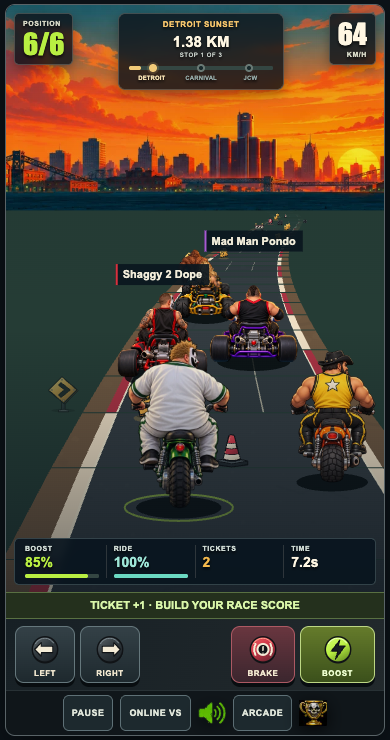 POSITION
6/6
DETROIT SUNSET
1.38 KM
STOP 1 OF 3
DETROIT CARNIVAL JCW
64
KM/H
Mad Man Pondo
Shaggy 2 Dope
BOOST RIDE TICKETS TIME
85% 100% 2 7.2s
TICKET +1 · BUILD YOUR RACE SCORE
LEFT RIGHT BRAKE BOOST
PAUSE ONLINE VS ARCADE